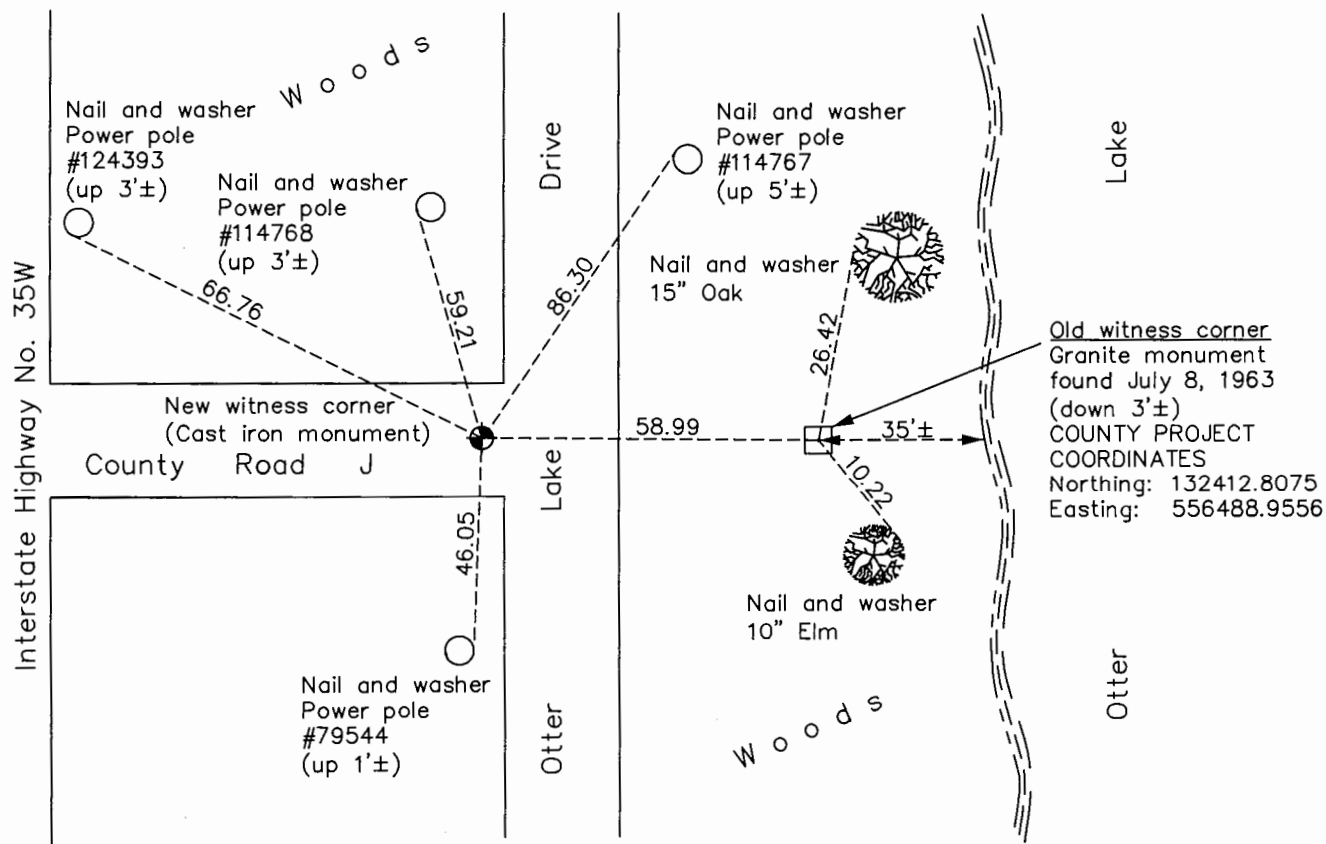 Woods
Nail and washer
Power pole
#124393
(up 3'±)
Nail and washer
Power pole
#114768
(up 3'±)
Drive
Nail and washer
Power pole
#114767
(up 5'±)
Lake
Interstate Highway No. 35W
66.76
59.21
86.30
Nail and washer
15" Oak
26.42
Old witness corner
Granite monument
found July 8, 1963
(down 3'±)
COUNTY PROJECT
COORDINATES
Northing: 132412.8075
Easting: 556488.9556
New witness corner
(Cast iron monument)
58.99
35'±
County Road J
Lake
10.22
46.05
Nail and washer
10" Elm
Nail and washer
Power pole
#79544
(up 1'±)
Otter
Woods
Otter